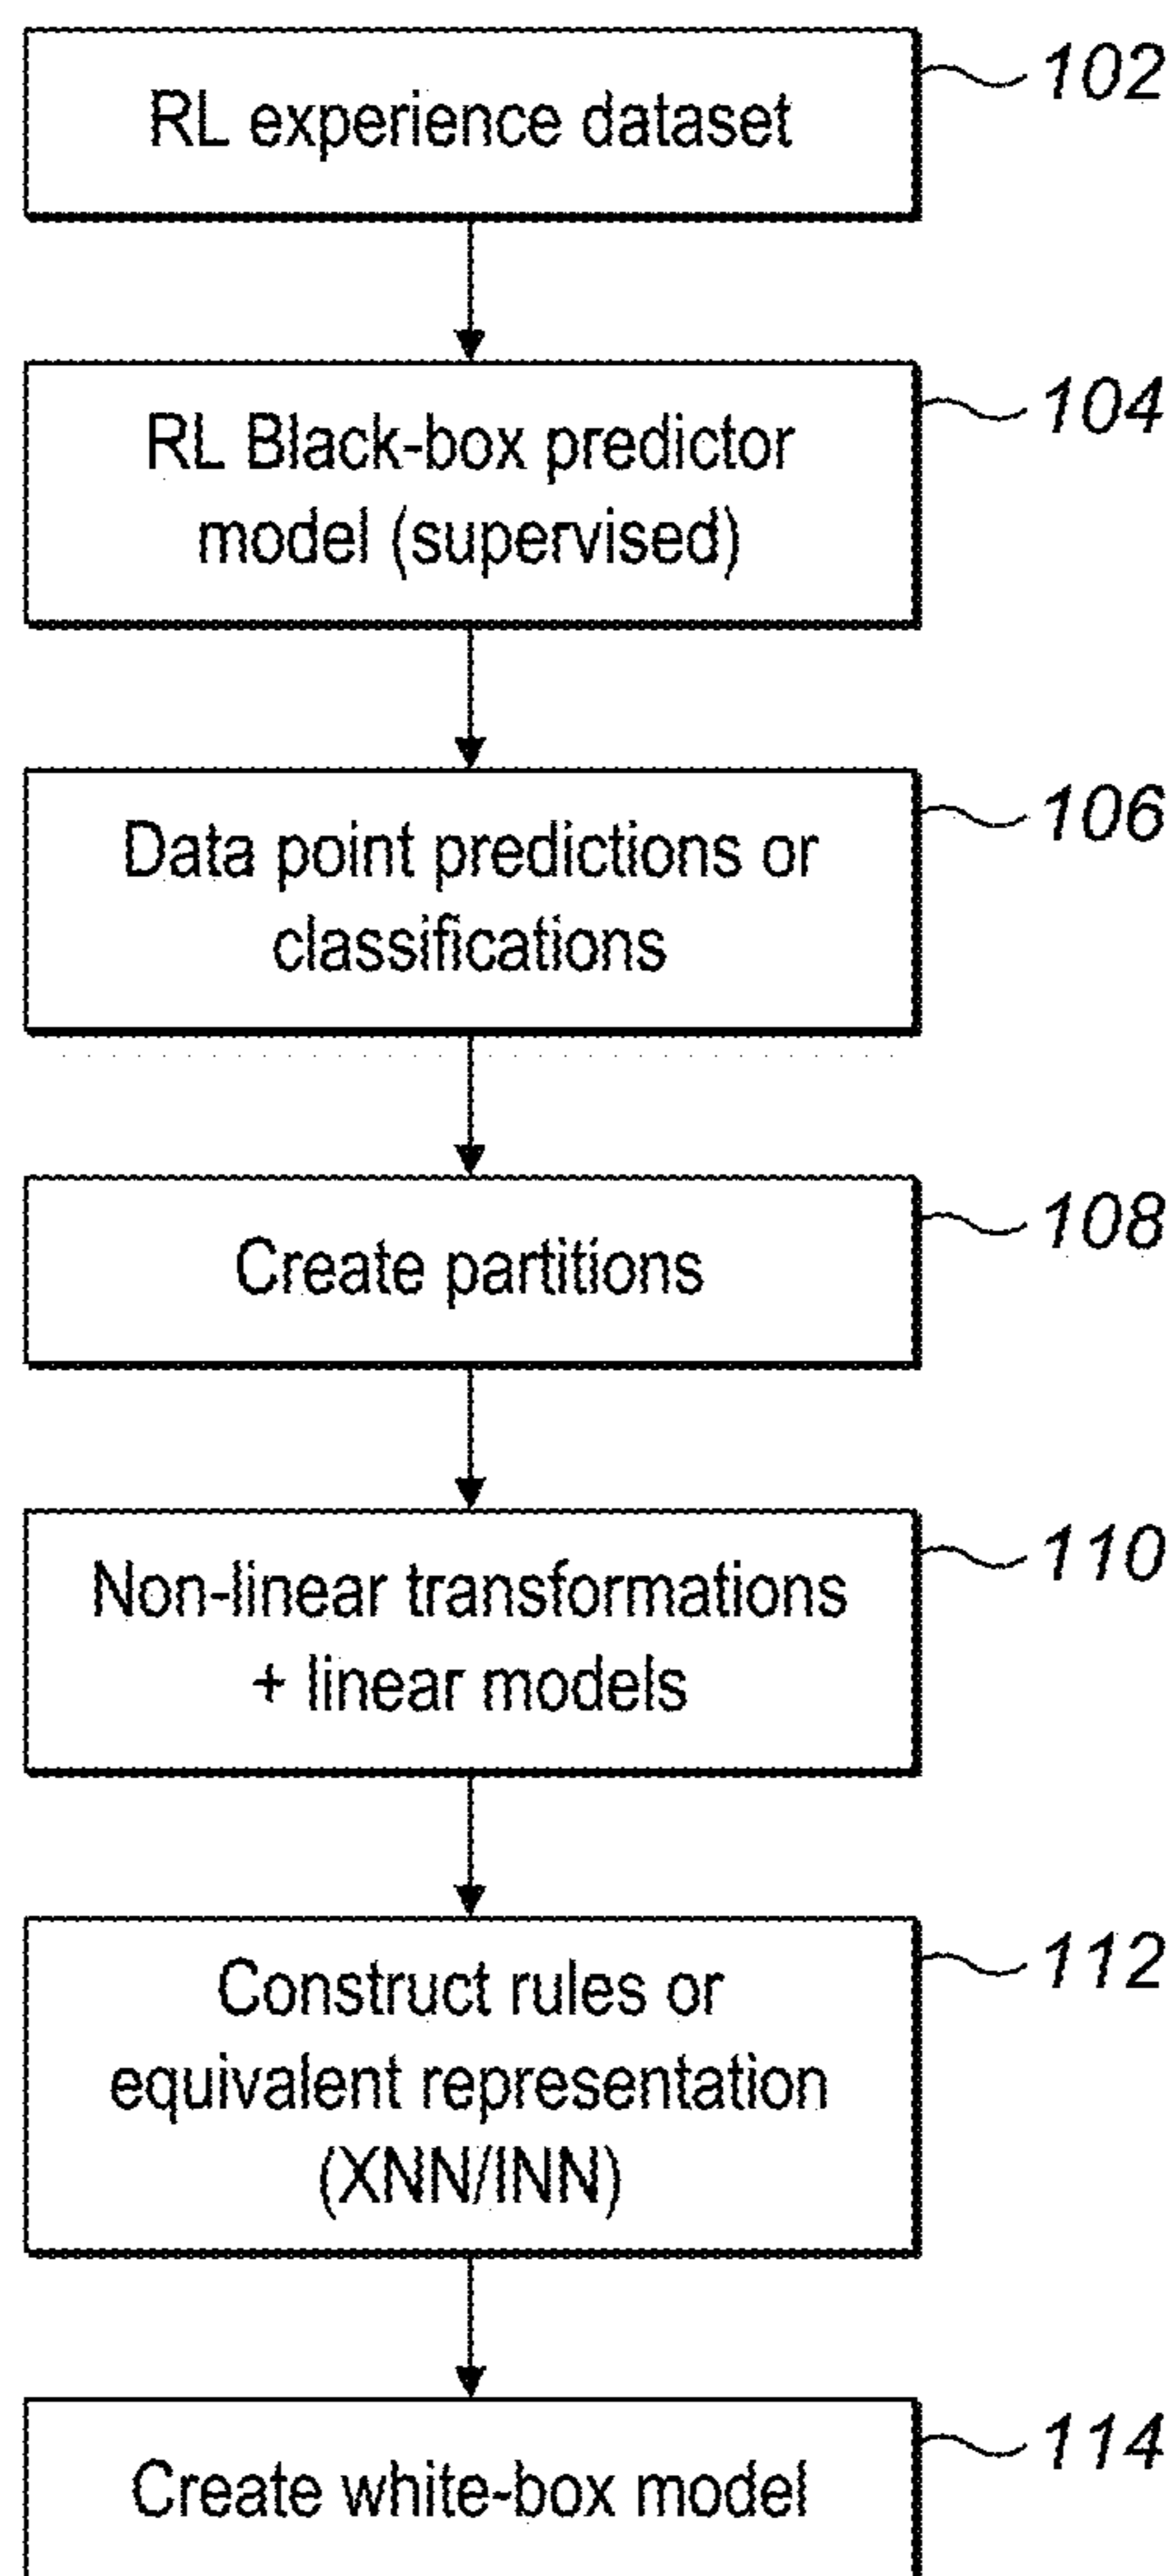 RL experience dataset
102
RL Black-box predictor
model (supervised)
104
Data point predictions or
classifications
106
Create partitions
108
Non-linear transformations
+ linear models
110
Construct rules or
equivalent representation
(XNN/INN)
112
Create white-box model
114